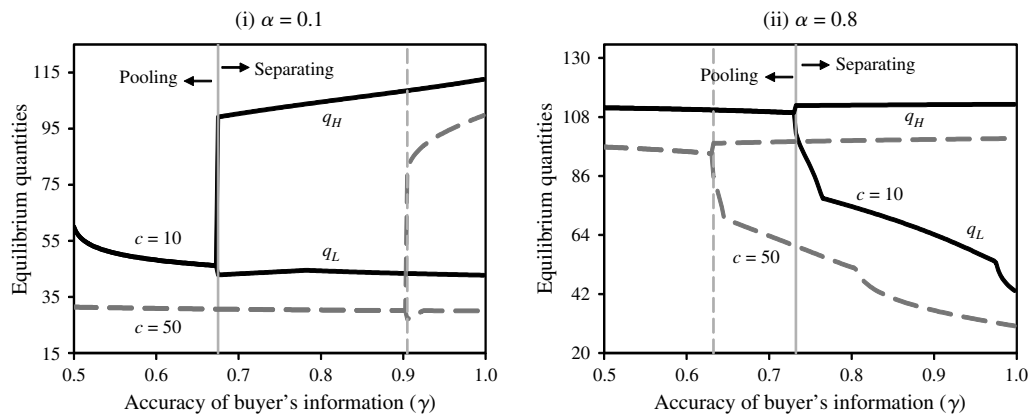 (i) α = 0.1
Equilibrium quantities
115
95
75
55
35
15
Pooling
Separating
q_H
c = 10
q_L
c = 50
0.5 0.6 0.7 0.8 0.9 1.0
Accuracy of buyer's information (γ)
(ii) α = 0.8
Equilibrium quantities
130
108
86
64
42
20
Pooling
Separating
q_H
c = 10
q_L
c = 50
0.5 0.6 0.7 0.8 0.9 1.0
Accuracy of buyer's information (γ)